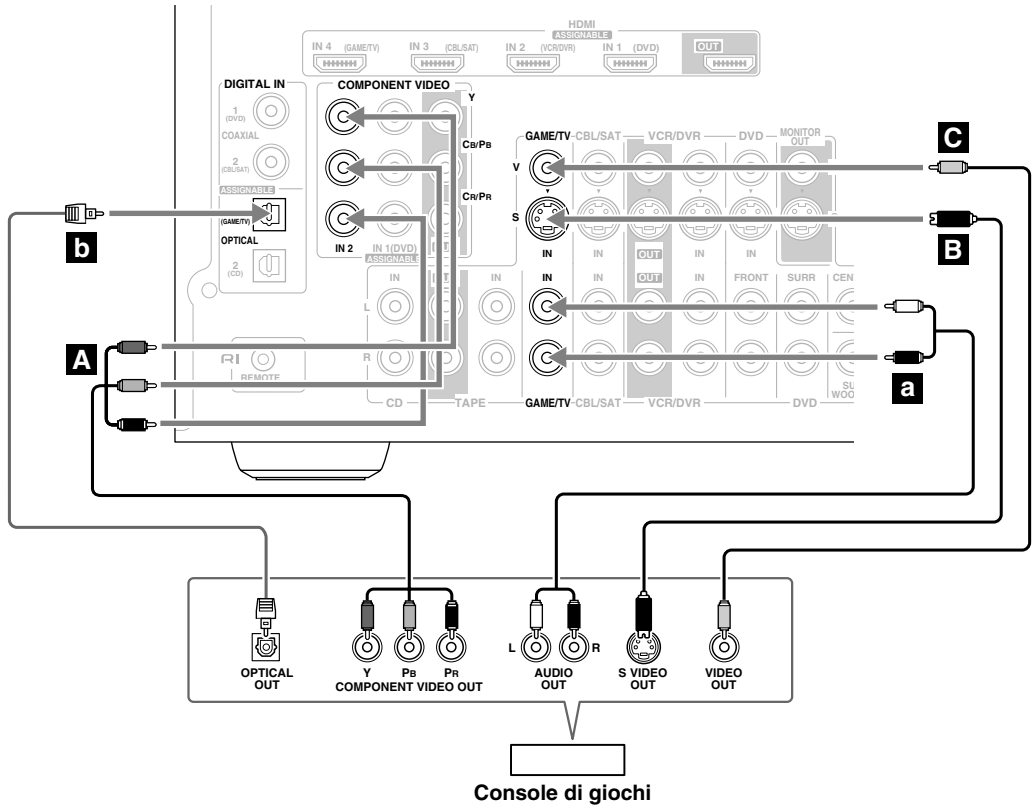 HDMI
ASSIGNABLE
IN 4 (GAME/TV) IN 3 (CBL/SAT) IN 2 (VCR/DVR) IN 1 (DVD) OUT
DIGITAL IN
1
(DVD)
COAXIAL
2
(CBL/SAT)
ASSIGNABLE
(GAME/TV)
OPTICAL
2
(CD)
COMPONENT VIDEO
Y
CB/PB
CR/PR
IN 2 IN 1 (DVD)
ASSIGNABLE
GAME/TV CBL/SAT VCR/DVR DVD MONITOR OUT
V
S
IN IN OUT IN IN
IN IN IN IN OUT IN FRONT SURR
L
R
CD TAPE GAME/TV CBL/SAT VCR/DVR DVD
RI
REMOTE
C
b
B
A
a
L R
OPTICAL OUT
Y PB PR
COMPONENT VIDEO OUT
AUDIO OUT
S VIDEO OUT
VIDEO OUT
Console di giochi